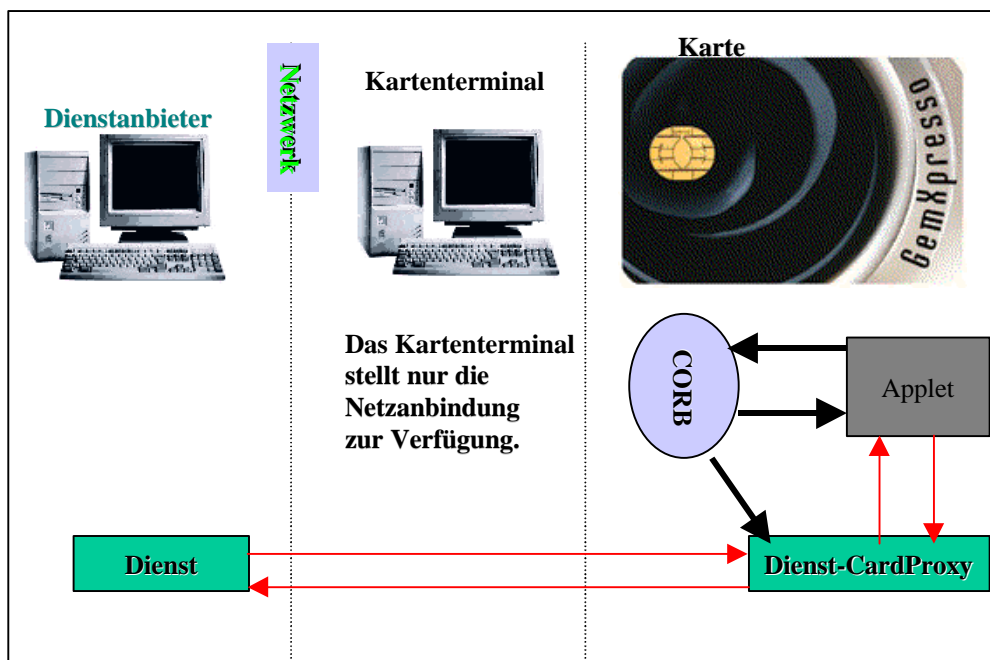 Karte
Netzwerk
Kartenterminal
Dienstanbieter
GemXpresso
Das Kartenterminal
stellt nur die
Netzanbindung
zur Verfügung.
CORB
Applet
Dienst
Dienst-CardProxy